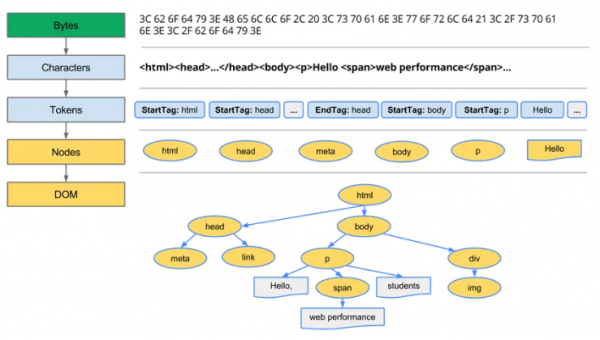 Bytes
3C 62 6F 64 79 3E 48 65 6C 6C 6F 2C 20 3C 73 70 61 6E 3E 77 6F 72 6C 64 21 3C 2F 73 70 61
6E 3E 3C 2F 62 6F 64 79 3E
Characters
<html><head>...</head><body><p>Hello <span>web performance</span>...
Tokens
StartTag: html StartTag: head ... EndTag: head StartTag: body StartTag: p Hello ...
Nodes
html head meta body p Hello
DOM
html
head body
meta link p div
Hello, span students img
web performance